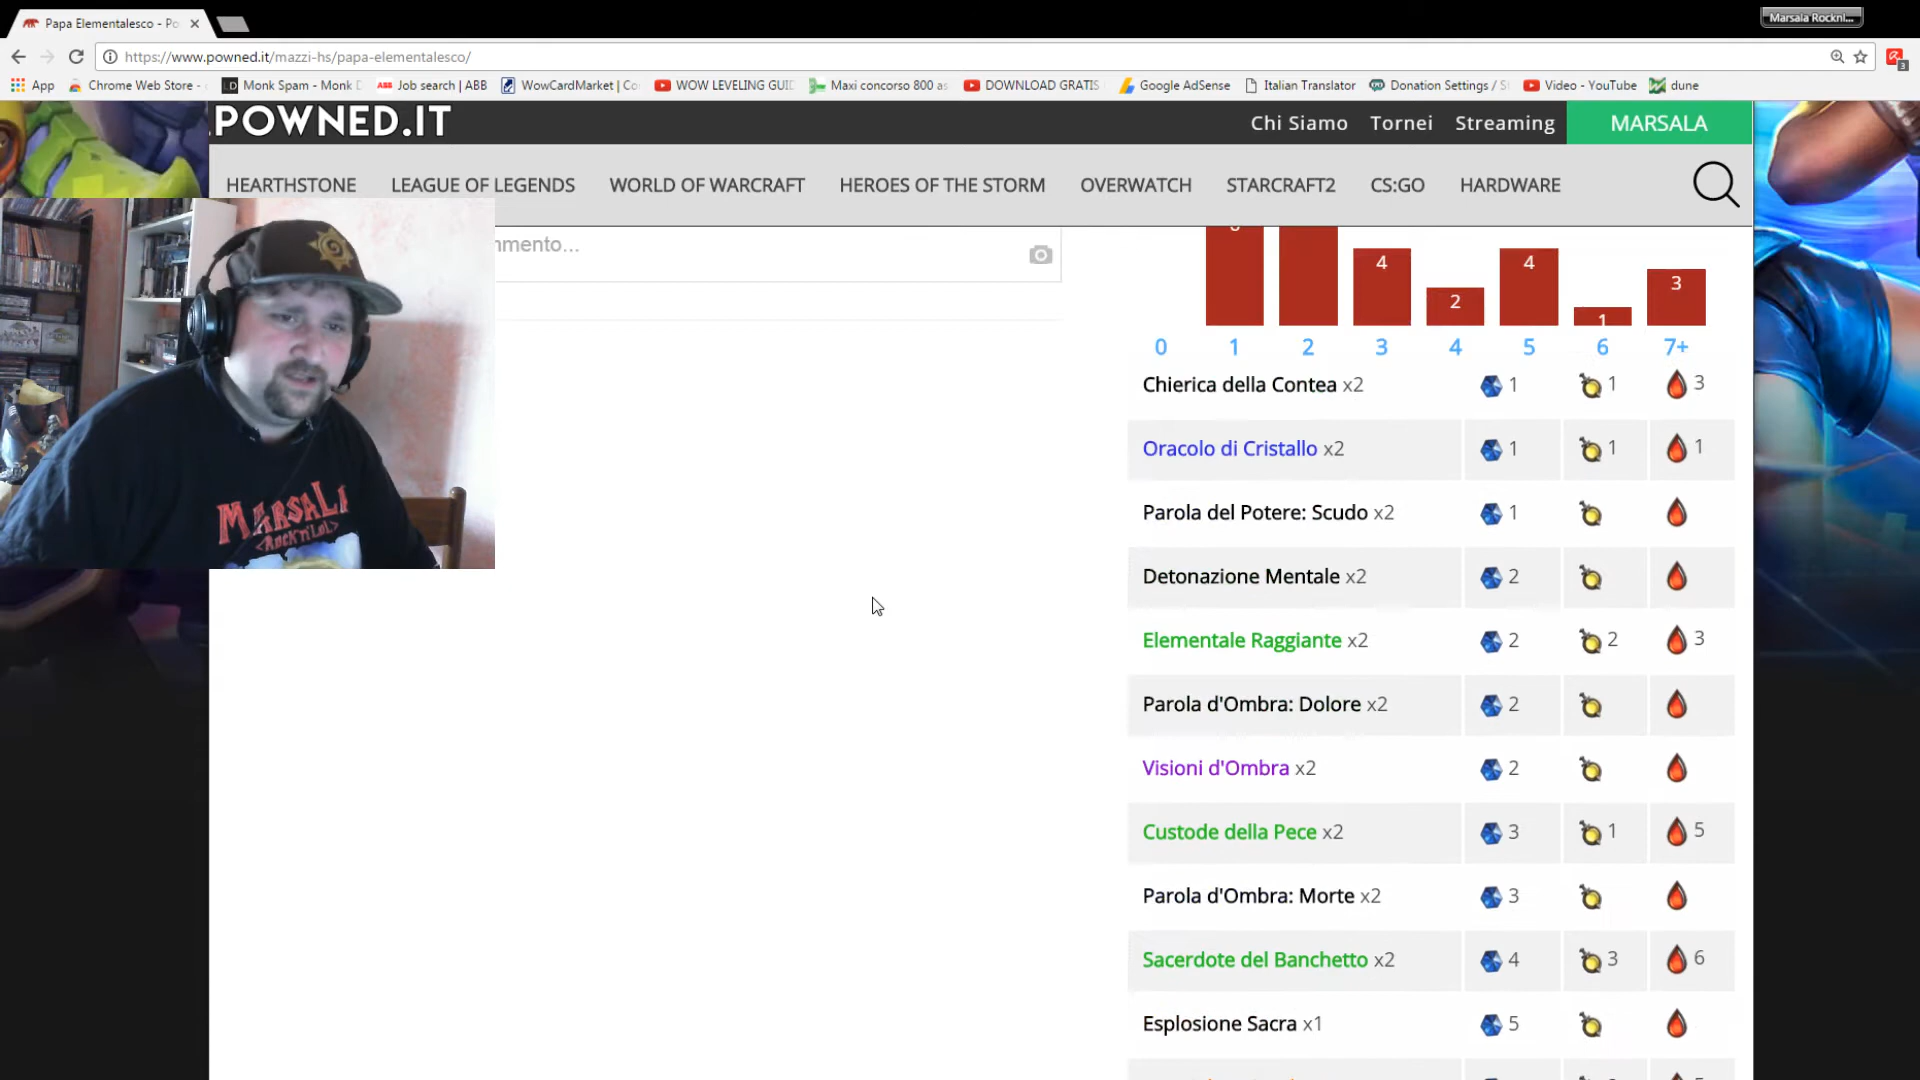 Papa Elementalesco - Po
Marsala Rockni...
https://www.powned.it/mazzi-hs/papa-elementalesco/
3
App
Chrome Web Store -
Monk Spam - Monk D
Job search | ABB
WowCardMarket | Co
WOW LEVELING GUID
Maxi concorso 800 as
DOWNLOAD GRATIS
Google AdSense
Italian Translator
Donation Settings / S
Video - YouTube
dune
POWNED.IT
Chi Siamo
Tornei
Streaming
MARSALA
HEARTHSTONE
LEAGUE OF LEGENDS
WORLD OF WARCRAFT
HEROES OF THE STORM
OVERWATCH
STARCRAFT2
CS:GO
HARDWARE
mmento...
4
2
4
1
3
0 1 2 3 4 5 6 7+
Chierica della Contea x2 1 1 3
Oracolo di Cristallo x2 1 1 1
Parola del Potere: Scudo x2 1
Detonazione Mentale x2 2
Elementale Raggiante x2 2 2 3
Parola d'Ombra: Dolore x2 2
Visioni d'Ombra x2 2
Custode della Pece x2 3 1 5
Parola d'Ombra: Morte x2 3
Sacerdote del Banchetto x2 4 3 6
Esplosione Sacra x1 5